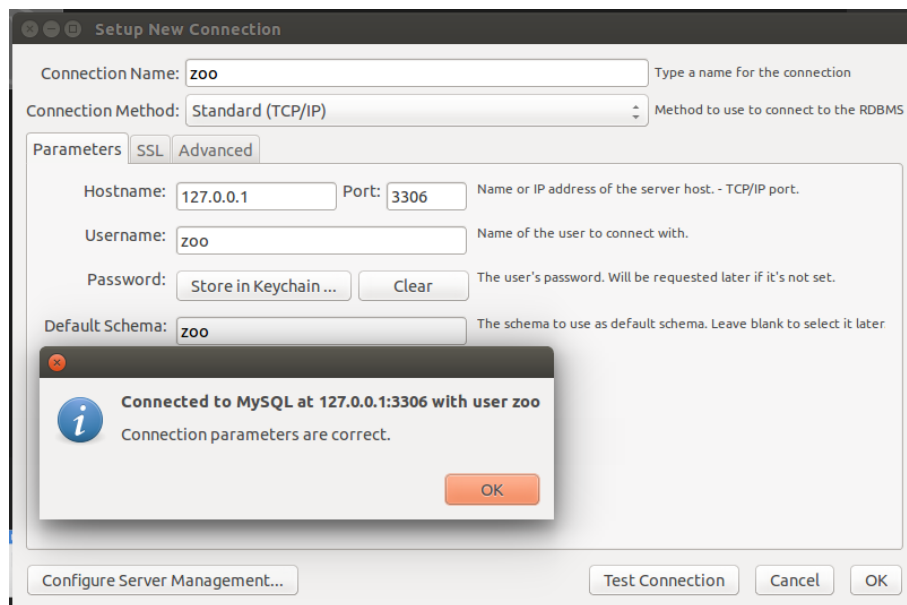 Setup New Connection
Connection Name: zoo Type a name for the connection
Connection Method: Standard (TCP/IP) Method to use to connect to the RDBMS
Parameters SSL Advanced
Hostname: 127.0.0.1 Port: 3306 Name or IP address of the server host. - TCP/IP port.
Username: zoo Name of the user to connect with.
Password: Store in Keychain ... Clear The user's password. Will be requested later if it's not set.
Default Schema: zoo The schema to use as default schema. Leave blank to select it later
Connected to MySQL at 127.0.0.1:3306 with user zoo
Connection parameters are correct.
OK
Configure Server Management... Test Connection Cancel OK